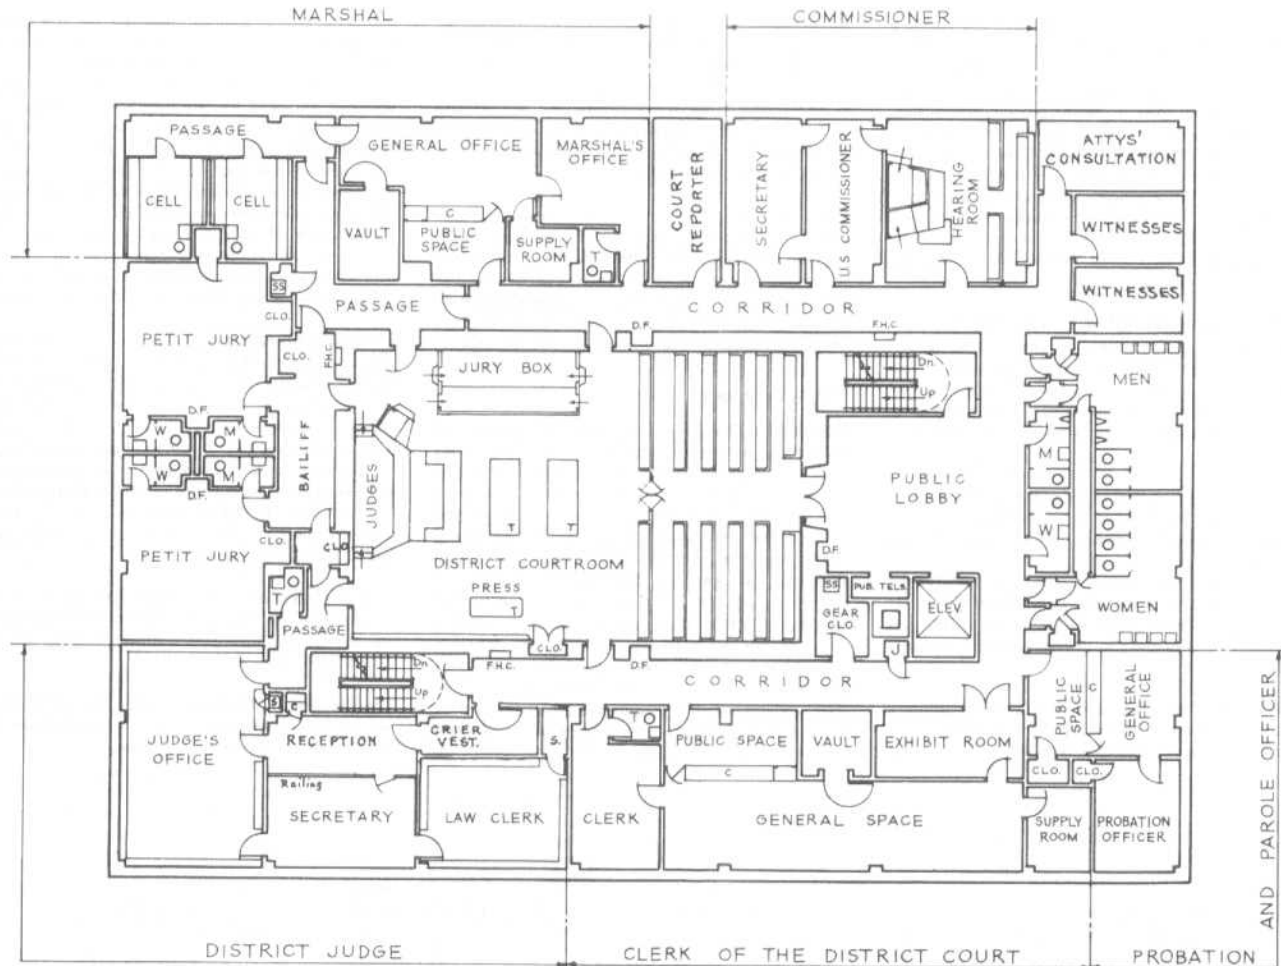 MARSHAL
COMMISSIONER
PASSAGE
GENERAL OFFICE
MARSHAL'S
OFFICE
COURT
REPORTER
SECRETARY
US COMMISSIONER
HEARING
ROOM
ATTYS'
CONSULTATION
CELL
CELL
VAULT
C
PUBLIC
SPACE
SUPPLY
ROOM
T
WITNESSES
WITNESSES
SS
CLO.
PASSAGE
CORRIDOR
D.F.
F.H.C.
PETIT JURY
CLO.
F.H.C.
JURY BOX
Dn.
Up
MEN
D.F.
W
M
W
M
D.F.
BAILIFF
JUDGES
T
T
PUBLIC
LOBBY
M
W
PETIT JURY
CLO.
CLO
DISTRICT COURTROOM
PRESS
T
D.F.
SS
PUB. TELS.
GEAR
CLO.
ELEV.
WOMEN
T
PASSAGE
CLO.
F.H.C.
D.F.
J
Dn.
Up
CORRIDOR
PUBLIC
SPACE
C
GENERAL
OFFICE
JUDGE'S
OFFICE
S
C
RECEPTION
CRIER
VEST.
S.
T
PUBLIC SPACE
C
VAULT
EXHIBIT ROOM
CLO.
CLO.
Railing
SECRETARY
LAW CLERK
CLERK
GENERAL SPACE
SUPPLY
ROOM
PROBATION
OFFICER
DISTRICT JUDGE
CLERK OF THE DISTRICT COURT
PROBATION
AND PAROLE OFFICER